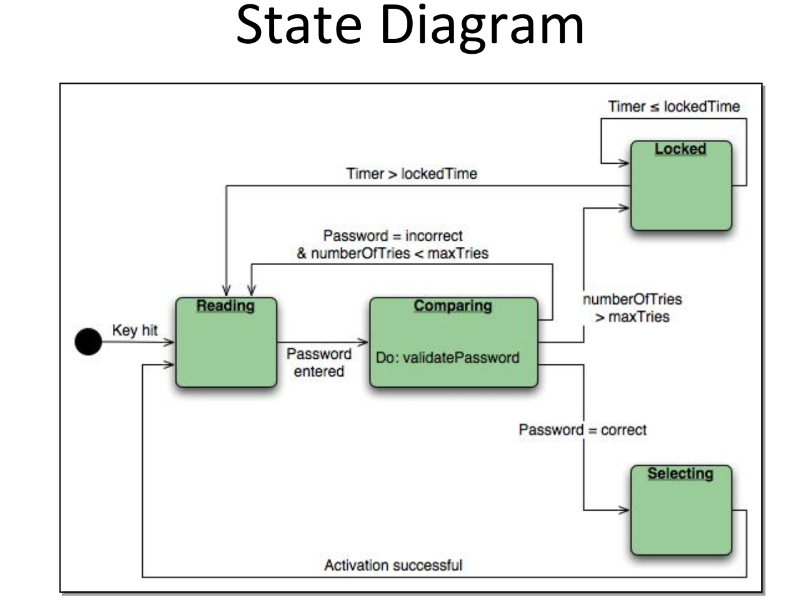 State Diagram
Timer ≤ lockedTime
Locked
Timer > lockedTime
Password = incorrect
& numberOfTries < maxTries
numberOfTries
> maxTries
Reading
Comparing
Key hit
Password
entered
Do: validatePassword
Password = correct
Selecting
Activation successful